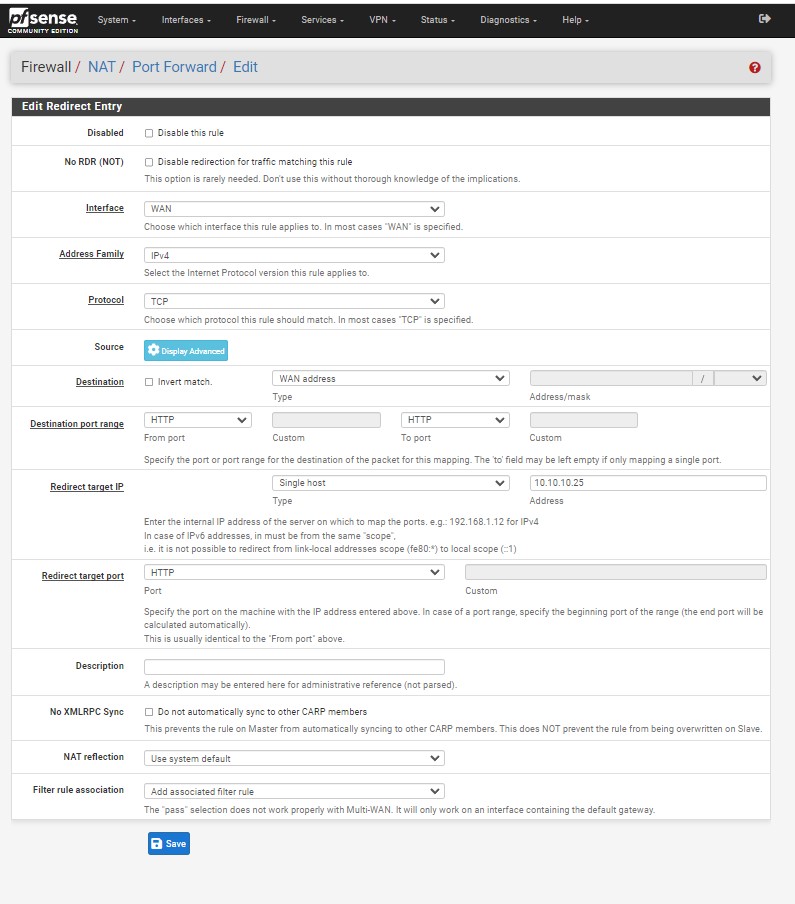 pfsense
COMMUNITY EDITION
System Interfaces Firewall Services VPN Status Diagnostics Help
Firewall / NAT / Port Forward / Edit
Edit Redirect Entry
Disabled Disable this rule
No RDR (NOT) Disable redirection for traffic matching this rule
This option is rarely needed. Don't use this without thorough knowledge of the implications.
Interface WAN
Choose which interface this rule applies to. In most cases "WAN" is specified.
Address Family IPv4
Select the Internet Protocol version this rule applies to.
Protocol TCP
Choose which protocol this rule should match. In most cases "TCP" is specified.
Source Display Advanced
Destination Invert match. WAN address /
Type Address/mask
Destination port range HTTP HTTP
From port Custom To port Custom
Specify the port or port range for the destination of the packet for this mapping. The 'to' field may be left empty if only mapping a single port.
Redirect target IP Single host 10.10.10.25
Type Address
Enter the internal IP address of the server on which to map the ports. e.g.: 192.168.1.12 for IPv4
In case of IPv6 addresses, in must be from the same "scope",
i.e. it is not possible to redirect from link-local addresses scope (fe80:*) to local scope (::1)
Redirect target port HTTP
Port Custom
Specify the port on the machine with the IP address entered above. In case of a port range, specify the beginning port of the range (the end port will be
calculated automatically).
This is usually identical to the "From port" above.
Description
A description may be entered here for administrative reference (not parsed).
No XMLRPC Sync Do not automatically sync to other CARP members
This prevents the rule on Master from automatically syncing to other CARP members. This does NOT prevent the rule from being overwritten on Slave.
NAT reflection Use system default
Filter rule association Add associated filter rule
The "pass" selection does not work properly with Multi-WAN. It will only work on an interface containing the default gateway.
Save